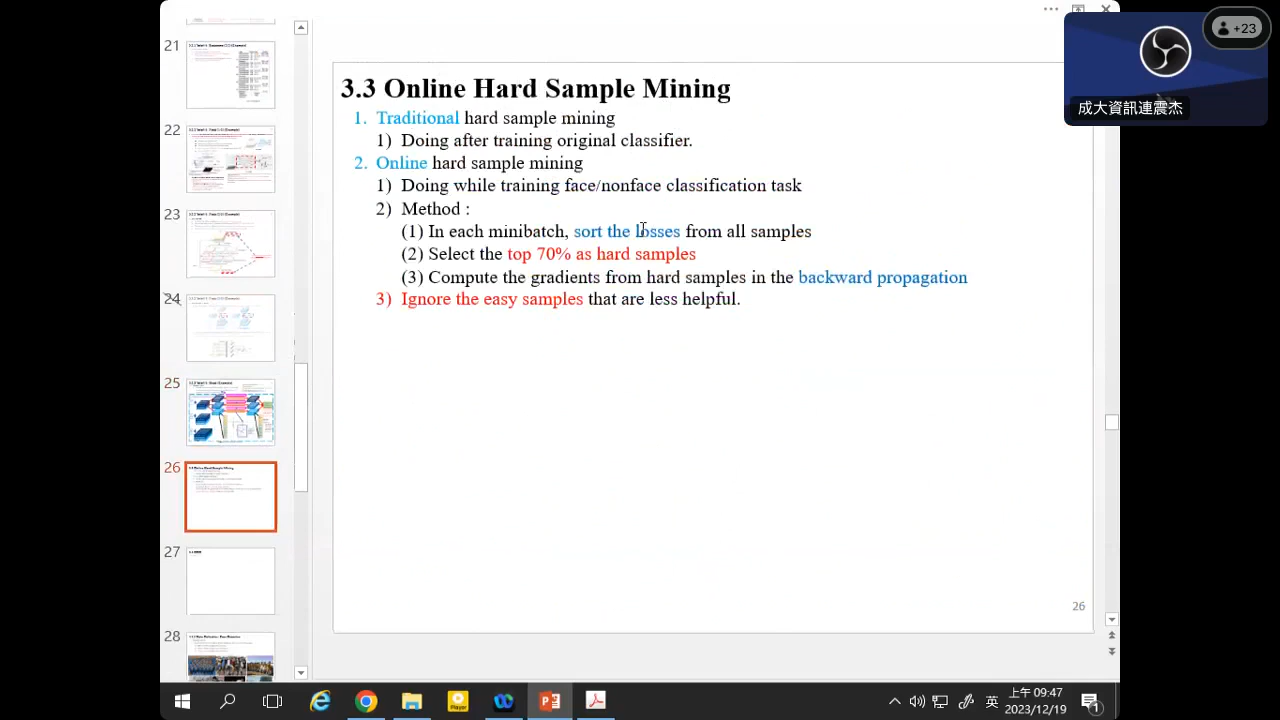 +23
成大資訊連震杰
21
22
23
24
25
26
27
28
3.3 Online Hard Sample Mining
1. Traditional hard sample mining
1) Doing after training original classifier.
2. Online hard sample mining
1) Doing while training face/nonface classification task
2) Method :
(1) In each minibatch, sort the losses from all samples
(2) Select the top 70% as hard samples
(3) Compute the gradients from hard samples in the backward propagation
3) Ignore the easy samples that are less helpful.
26
Player
英
上午 09:47
2023/12/19
1